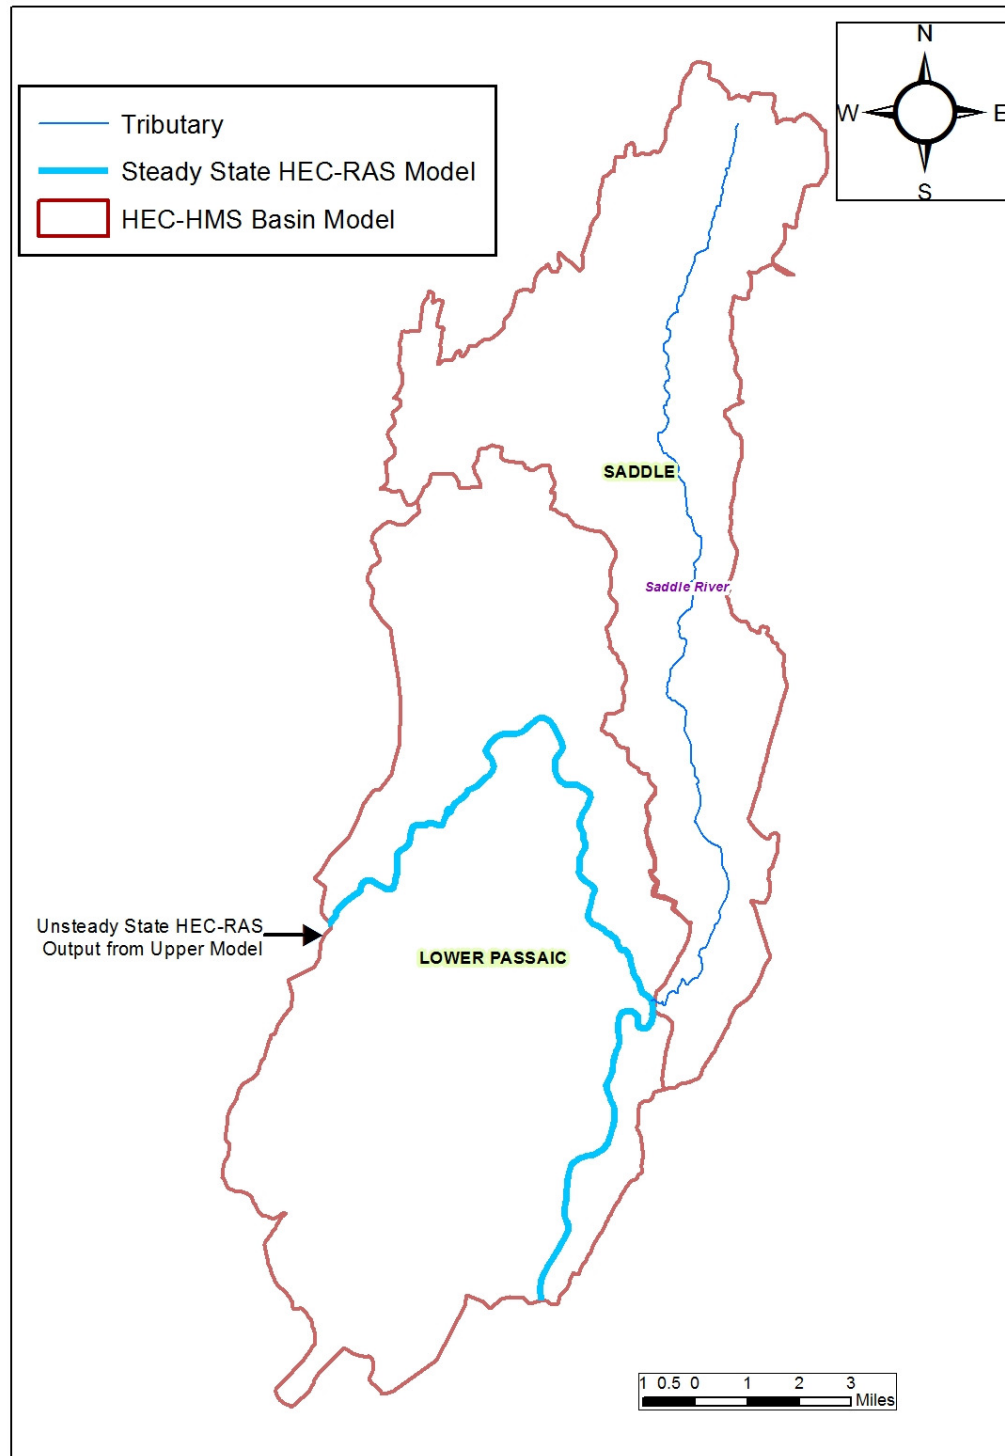 N
W E
S
Tributary
Steady State HEC-RAS Model
HEC-HMS Basin Model
SADDLE
Saddle River
Unsteady State HEC-RAS
Output from Upper Model
LOWER PASSAIC
1 0.5 0 1 2 3
Miles